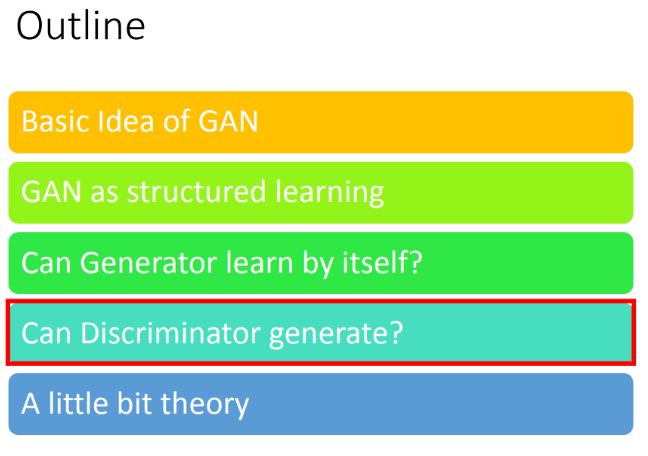 Outline
Basic Idea of GAN
GAN as structured learning
Can Generator learn by itself?
Can Discriminator generate?
A little bit theory